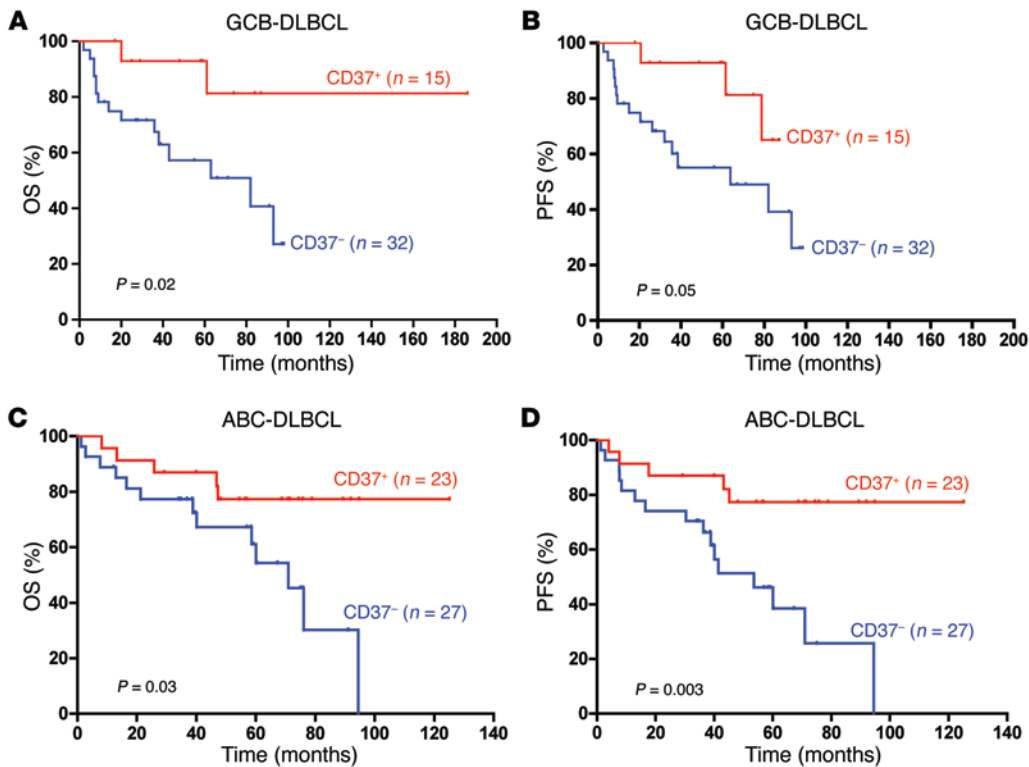 A
GCB-DLBCL
OS (%)
100
80
60
40
20
0
CD37⁺ (n = 15)
CD37⁻ (n = 32)
P = 0.02
0 20 40 60 80 100 120 140 160 180 200
Time (months)
B
GCB-DLBCL
PFS (%)
100
80
60
40
20
0
CD37⁺ (n = 15)
CD37⁻ (n = 32)
P = 0.05
0 20 40 60 80 100 120 140 160 180 200
Time (months)
C
ABC-DLBCL
OS (%)
100
80
60
40
20
0
CD37⁺ (n = 23)
CD37⁻ (n = 27)
P = 0.03
0 20 40 60 80 100 120 140
Time (months)
D
ABC-DLBCL
PFS (%)
100
80
60
40
20
0
CD37⁺ (n = 23)
CD37⁻ (n = 27)
P = 0.003
0 20 40 60 80 100 120 140
Time (months)